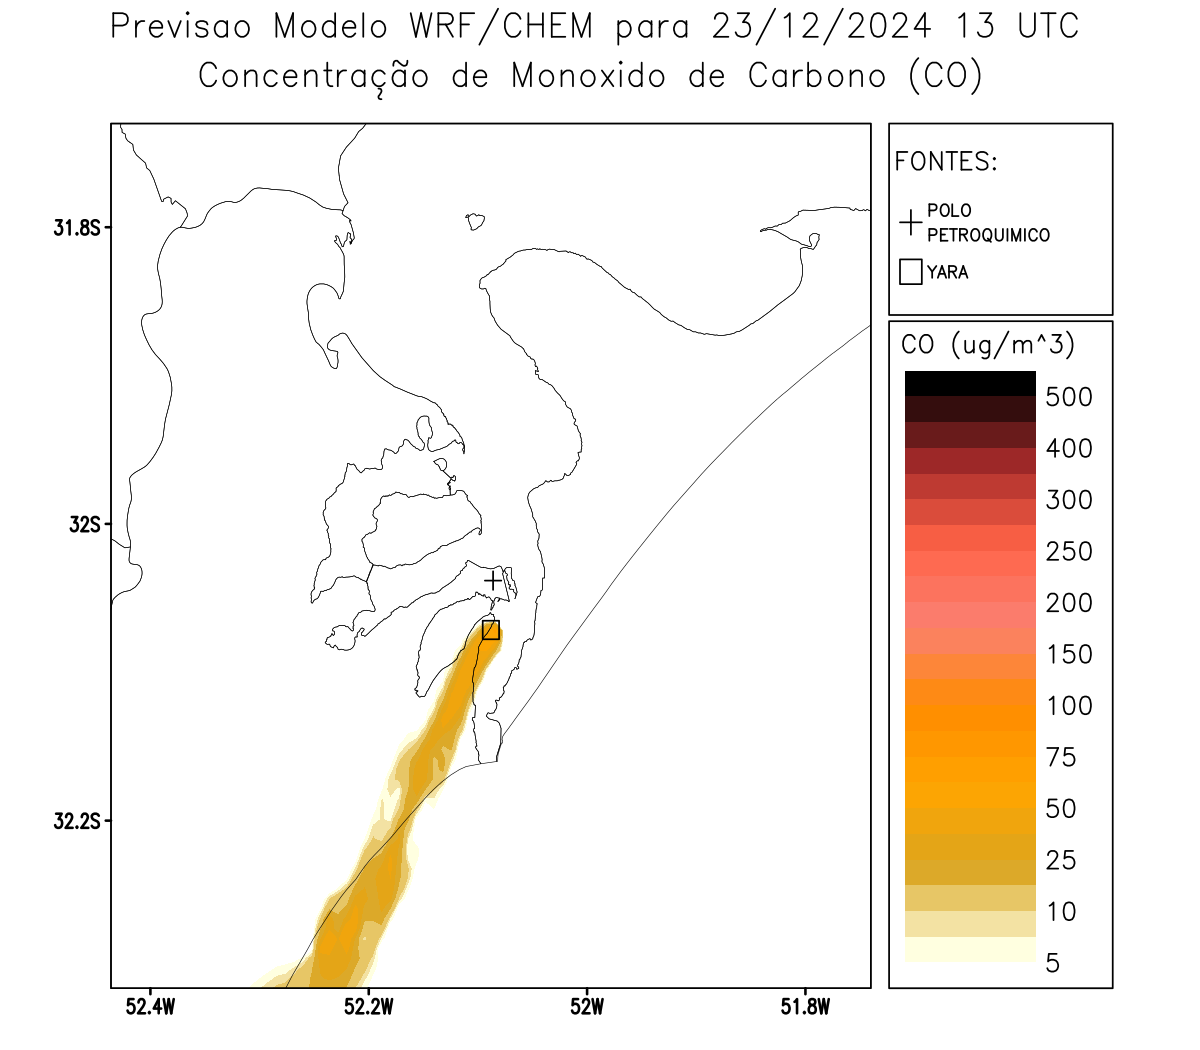 Previsao Modelo WRF/CHEM para 23/12/2024 13 UTC
Concentração de Monoxido de Carbono (CO)
FONTES:
POLO
PETROQUIMICO
YARA
31.8S
32S
32.2S
52.4W
52.2W
52W
51.8W
CO (ug/m^3)
500
400
300
250
200
150
100
75
50
25
10
5